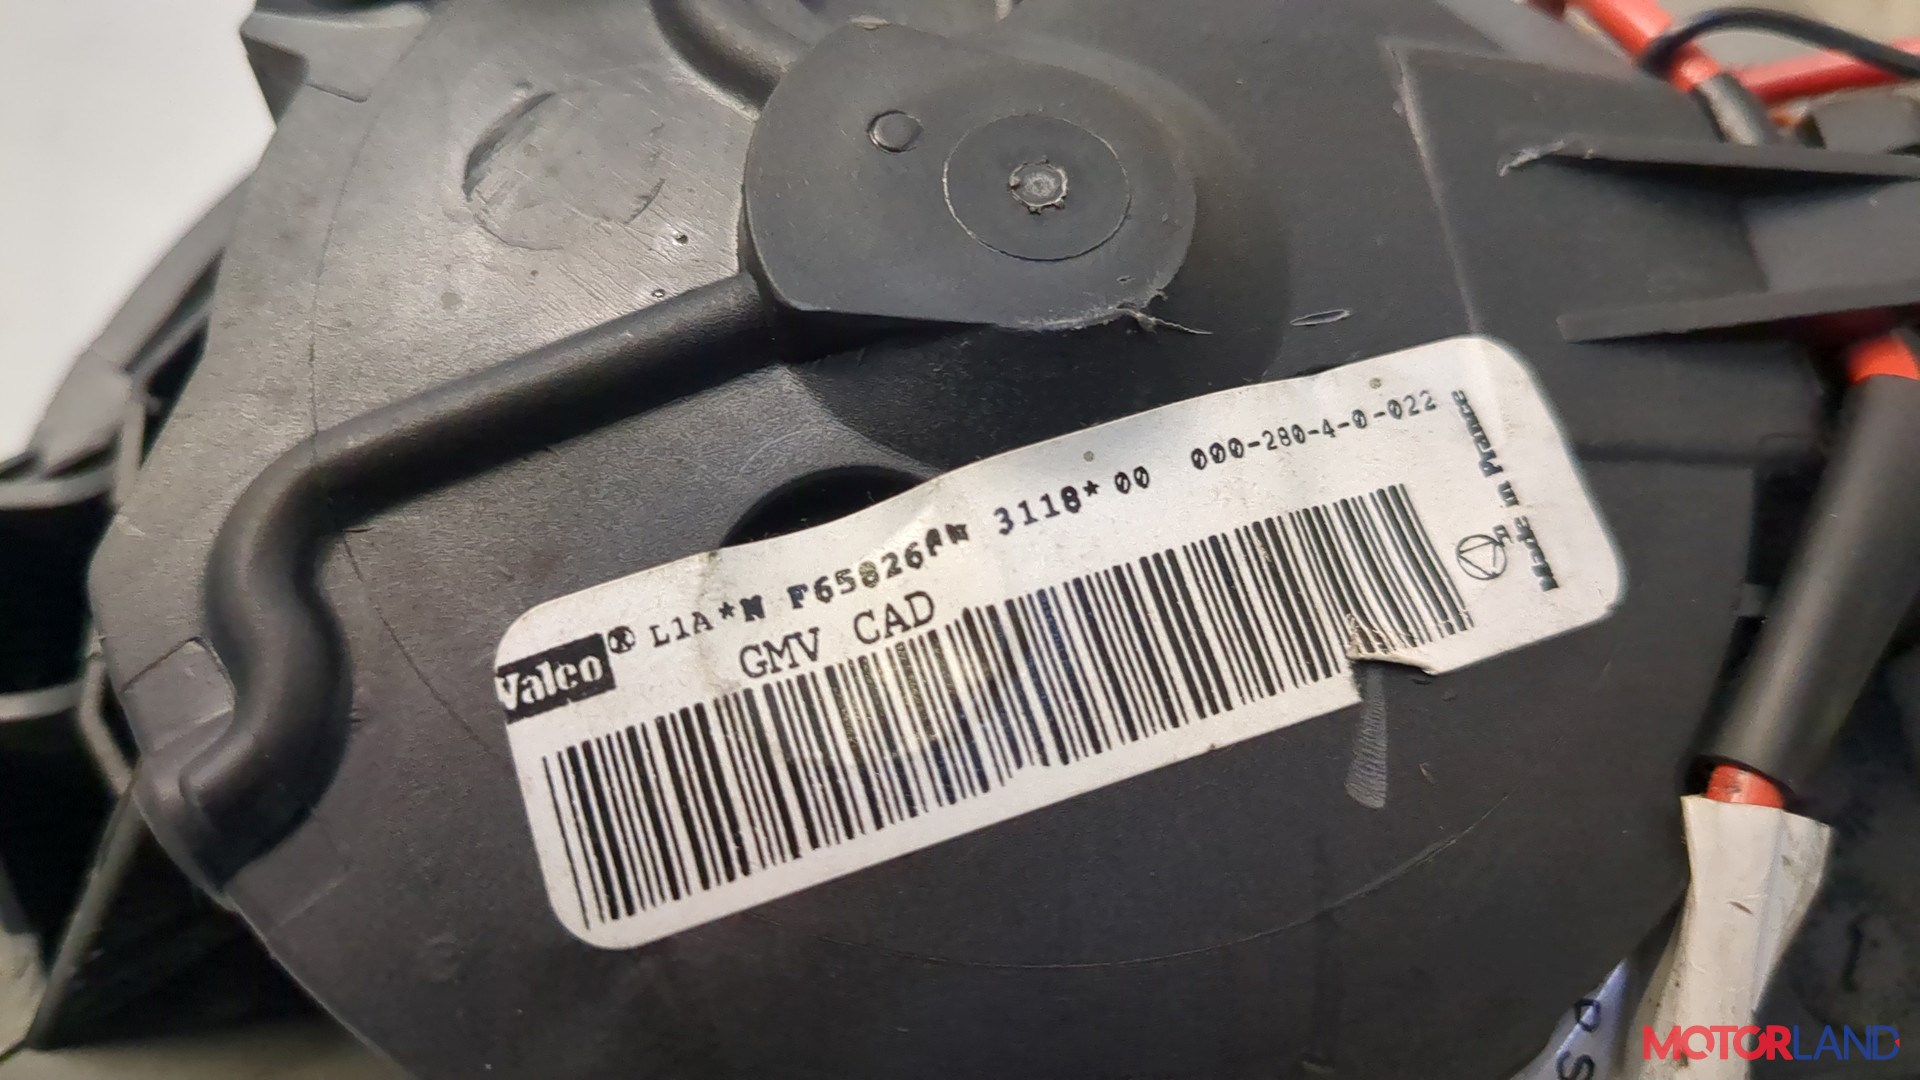 Valeo® L1A*N F65826 3118*00 000-280-4-0-022
GMV CAD
Made in France
MOTORLAND